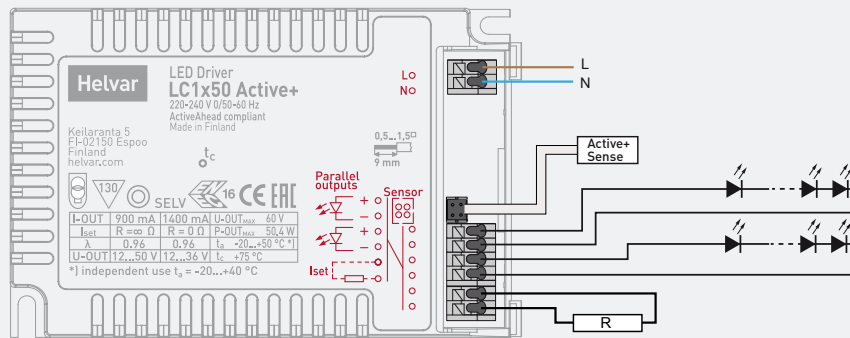 Helvar
LED Driver
LC1x50 Active+
220-240 V 0/50-60 Hz
ActiveAhead compliant
Made in Finland
Keilaranta 5
FI-02150 Espoo
Finland
helvar.com
tc
130
SELV
16
CE EAC
L
N
0,5...1,5
9 mm
Parallel
outputs
Sensor
+
-
+
-
Iset
I-OUT 900 mA 1400 mA U-OUTMAX 60 V
Iset R =∞ Ω R = 0 Ω P-OUTMAX 50.4 W
λ 0.96 0.96 ta -20...+50 °C *)
U-OUT 12...50 V 12...36 V tc +75 °C
*) independent use ta = -20...+40 °C
L
N
Active+
Sense
R